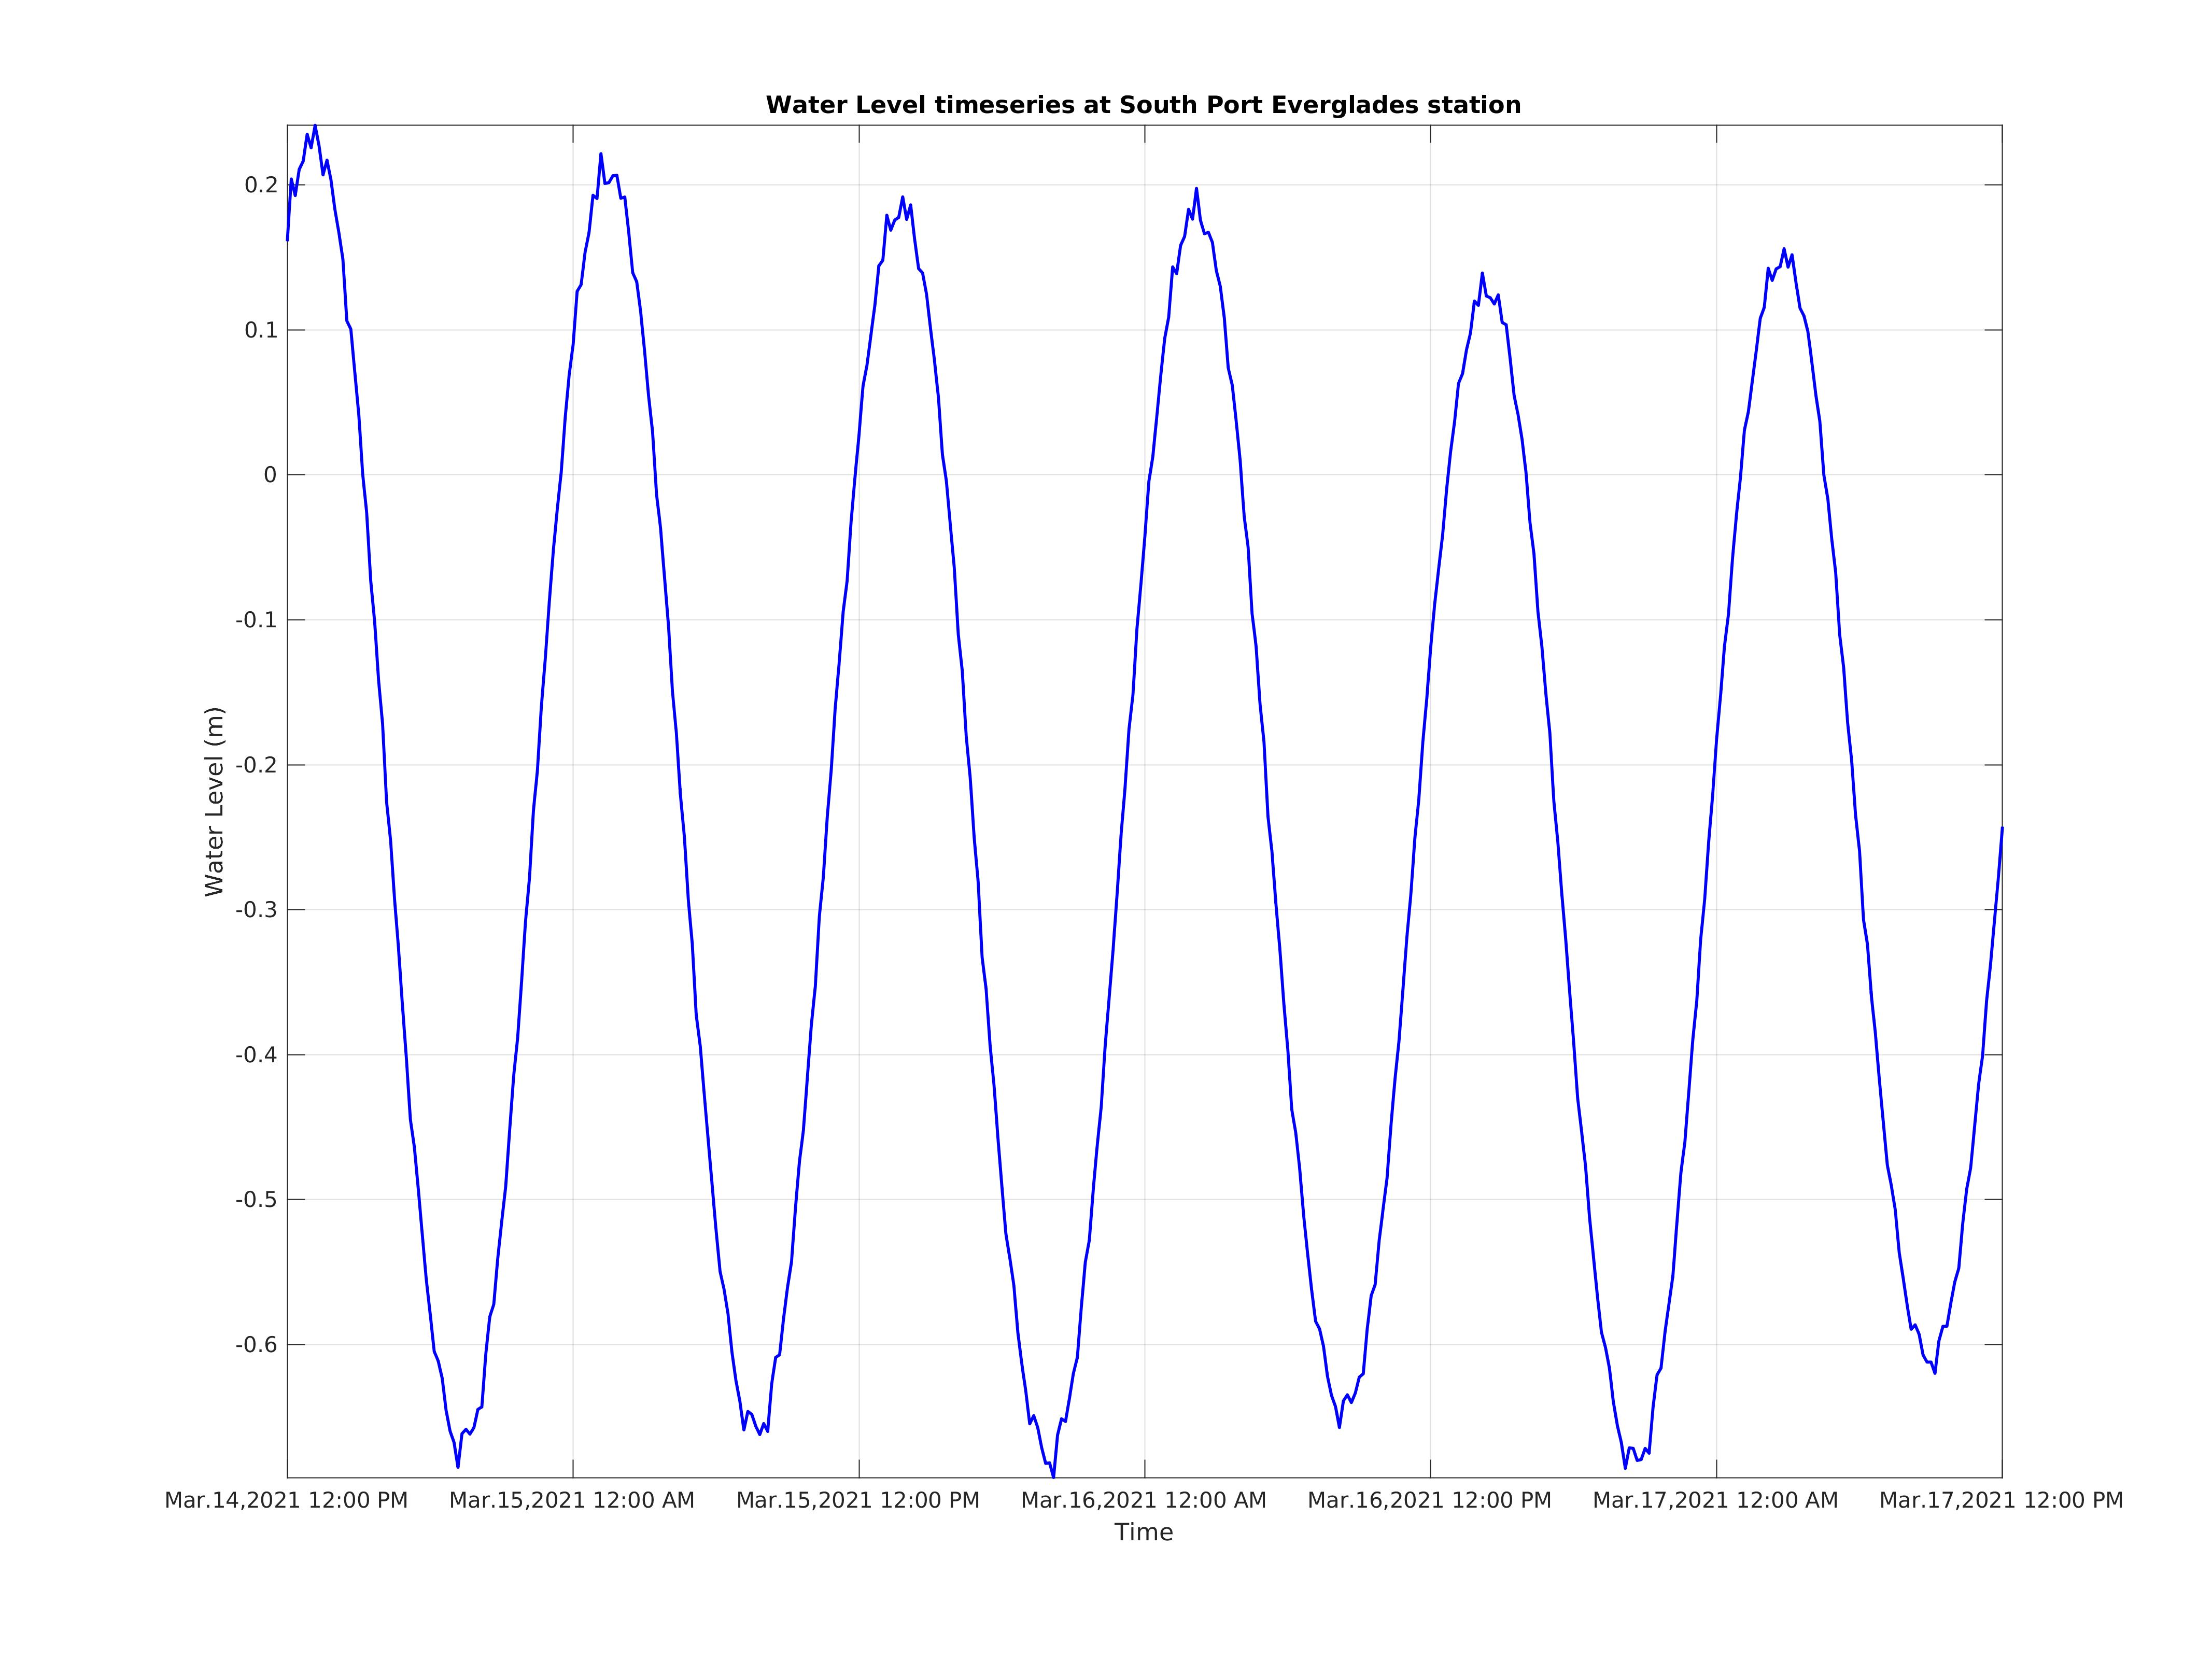 Water Level timeseries at South Port Everglades station
0.2
0.1
0
-0.1
-0.2
-0.3
-0.4
-0.5
-0.6
Water Level (m)
Mar.14,2021 12:00 PM Mar.15,2021 12:00 AM Mar.15,2021 12:00 PM Mar.16,2021 12:00 AM Mar.16,2021 12:00 PM Mar.17,2021 12:00 AM Mar.17,2021 12:00 PM
Time